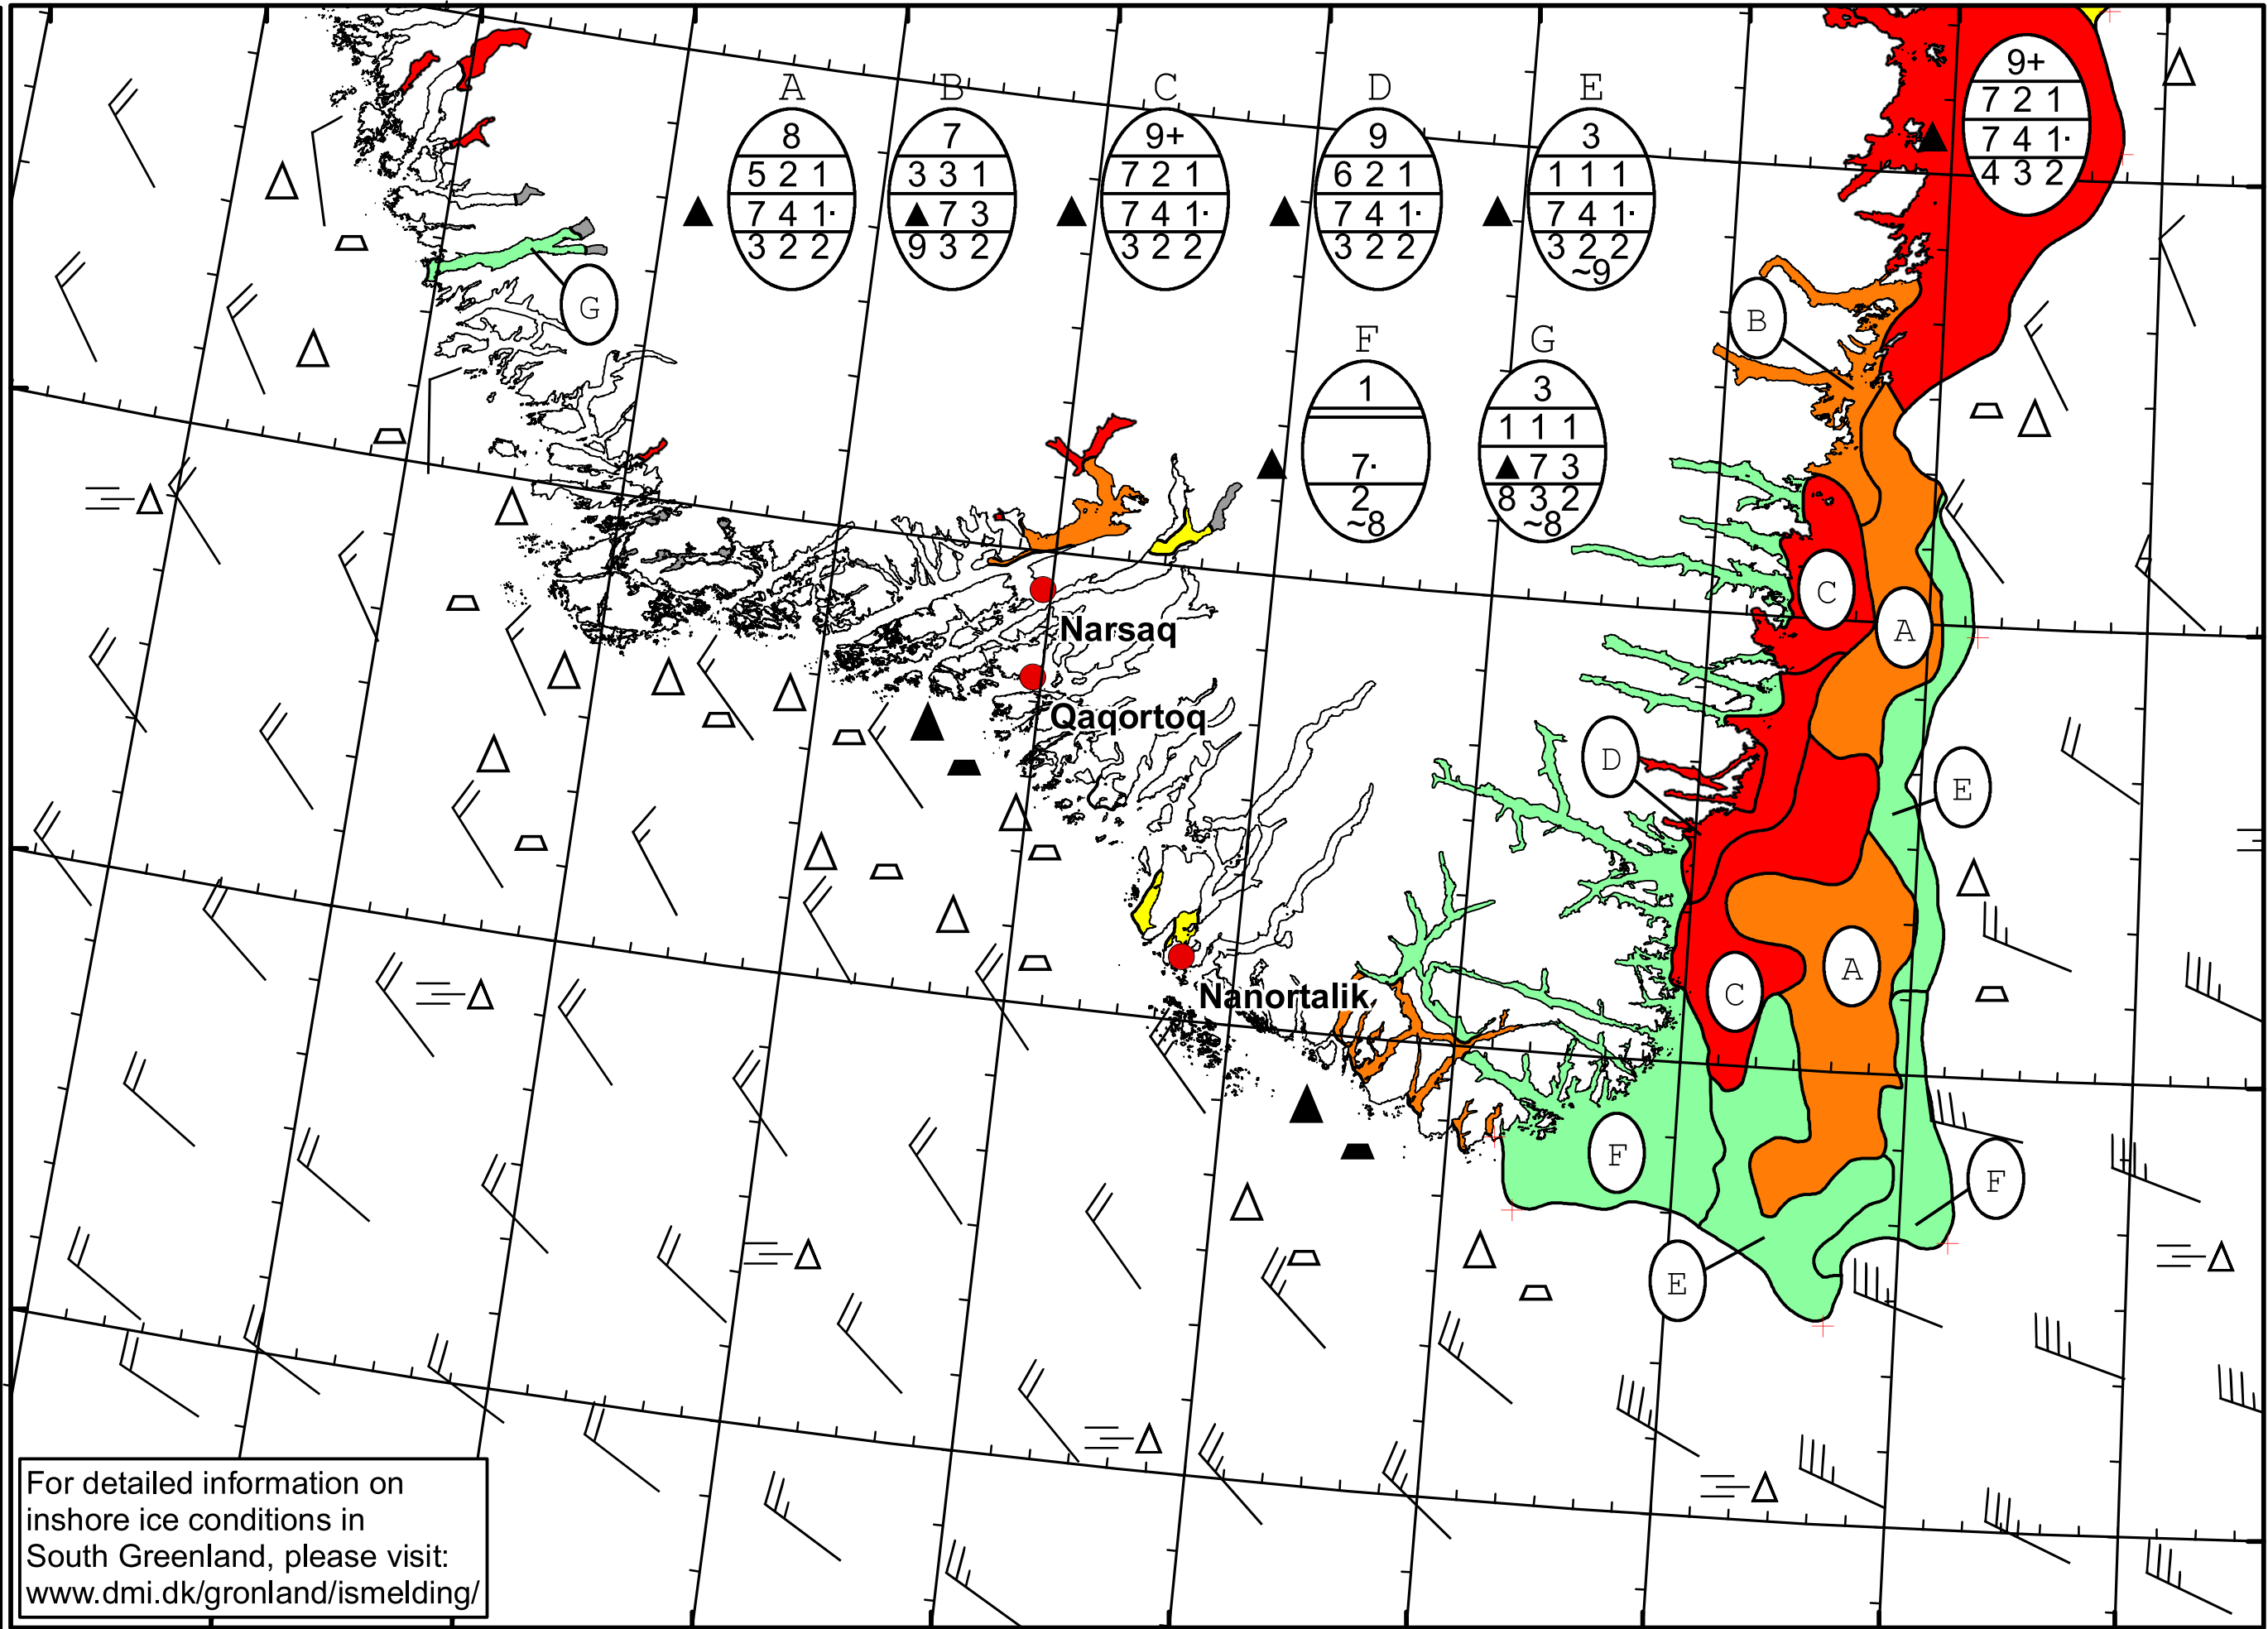 9+
7 2 1
7 4 1·
4 3 2
A
8
5 2 1
7 4 1·
3 2 2
B
7
3 3 1
▲ 7 3
9 3 2
C
9+
7 2 1
7 4 1·
3 2 2
D
9
6 2 1
7 4 1·
3 2 2
E
3
1 1 1
7 4 1·
3 2 2
~9
F
1
7·
2
~8
G
3
1 1 1
▲ 7 3
8 3 2
~8
G
B
C
A
Narsaq
Qaqortoq
D
E
A
C
Nanortalik
F
F
E
For detailed information on
inshore ice conditions in
South Greenland, please visit:
www.dmi.dk/gronland/ismelding/